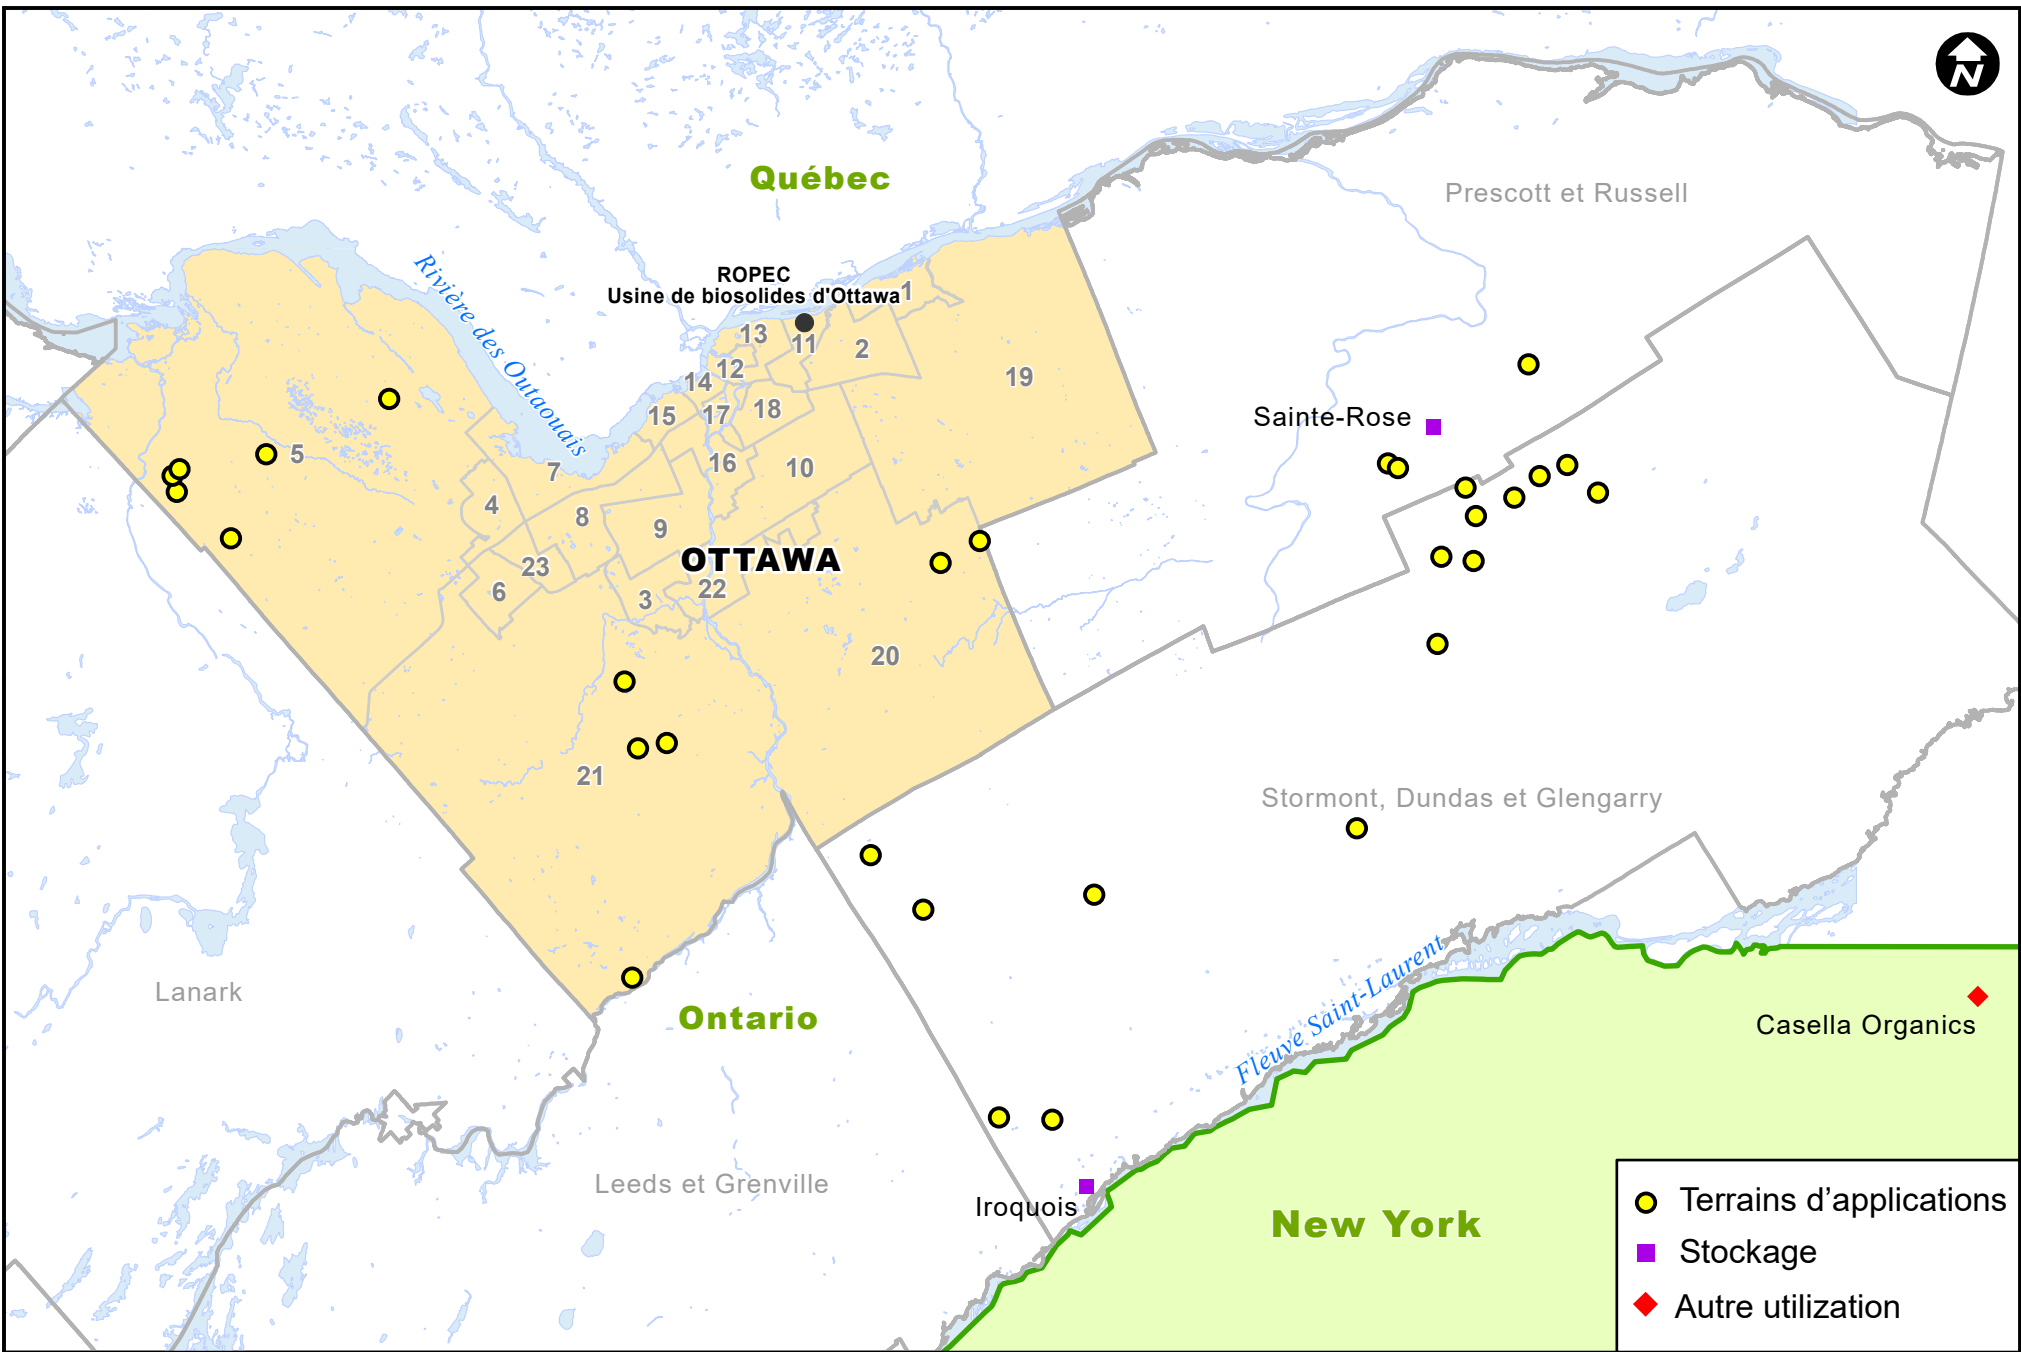 N
Québec
Prescott et Russell
Rivière des Outaouais
ROPEC
Usine de biosolides d'Ottawa
1
13
11
2
12
14
19
15
17
18
Sainte-Rose
5
7
16
10
4
8
9
OTTAWA
23
6
3
22
20
21
Stormont, Dundas et Glengarry
Lanark
Ontario
Fleuve Saint-Laurent
Casella Organics
Leeds et Grenville
Iroquois
New York
Terrains d’applications
Stockage
Autre utilization